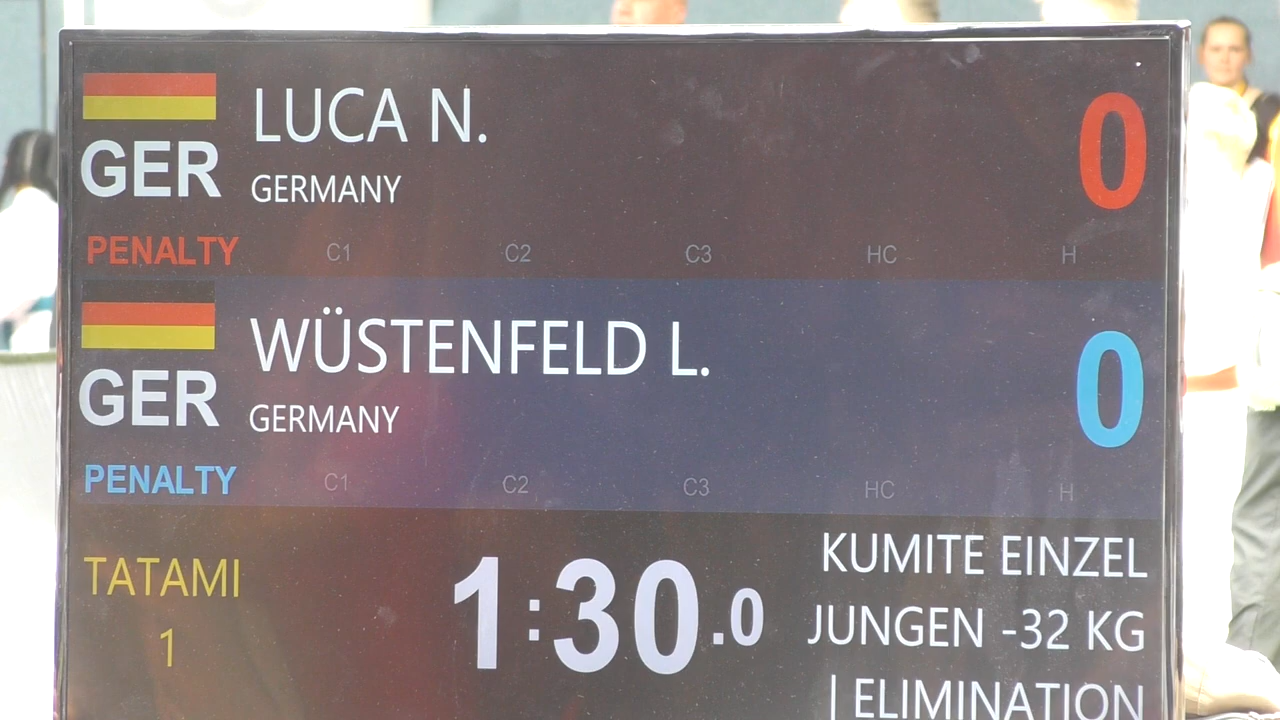 LUCA N.
GER
GERMANY
0
PENALTY C1 C2 C3 HC H
WÜSTENFELD L.
GER
GERMANY
0
PENALTY C1 C2 C3 HC H
TATAMI
1
1:30.0
KUMITE EINZEL
JUNGEN -32 KG
| ELIMINATION